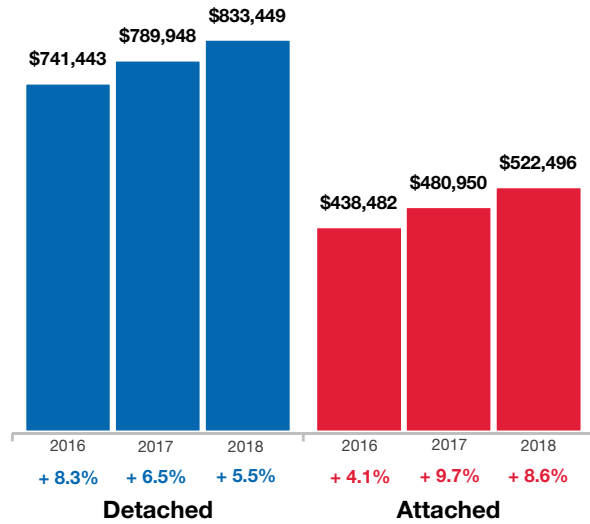 $741,443
$789,948
$833,449
$438,482
$480,950
$522,496
2016 2017 2018 2016 2017 2018
+ 8.3% + 6.5% + 5.5% + 4.1% + 9.7% + 8.6%
Detached Attached